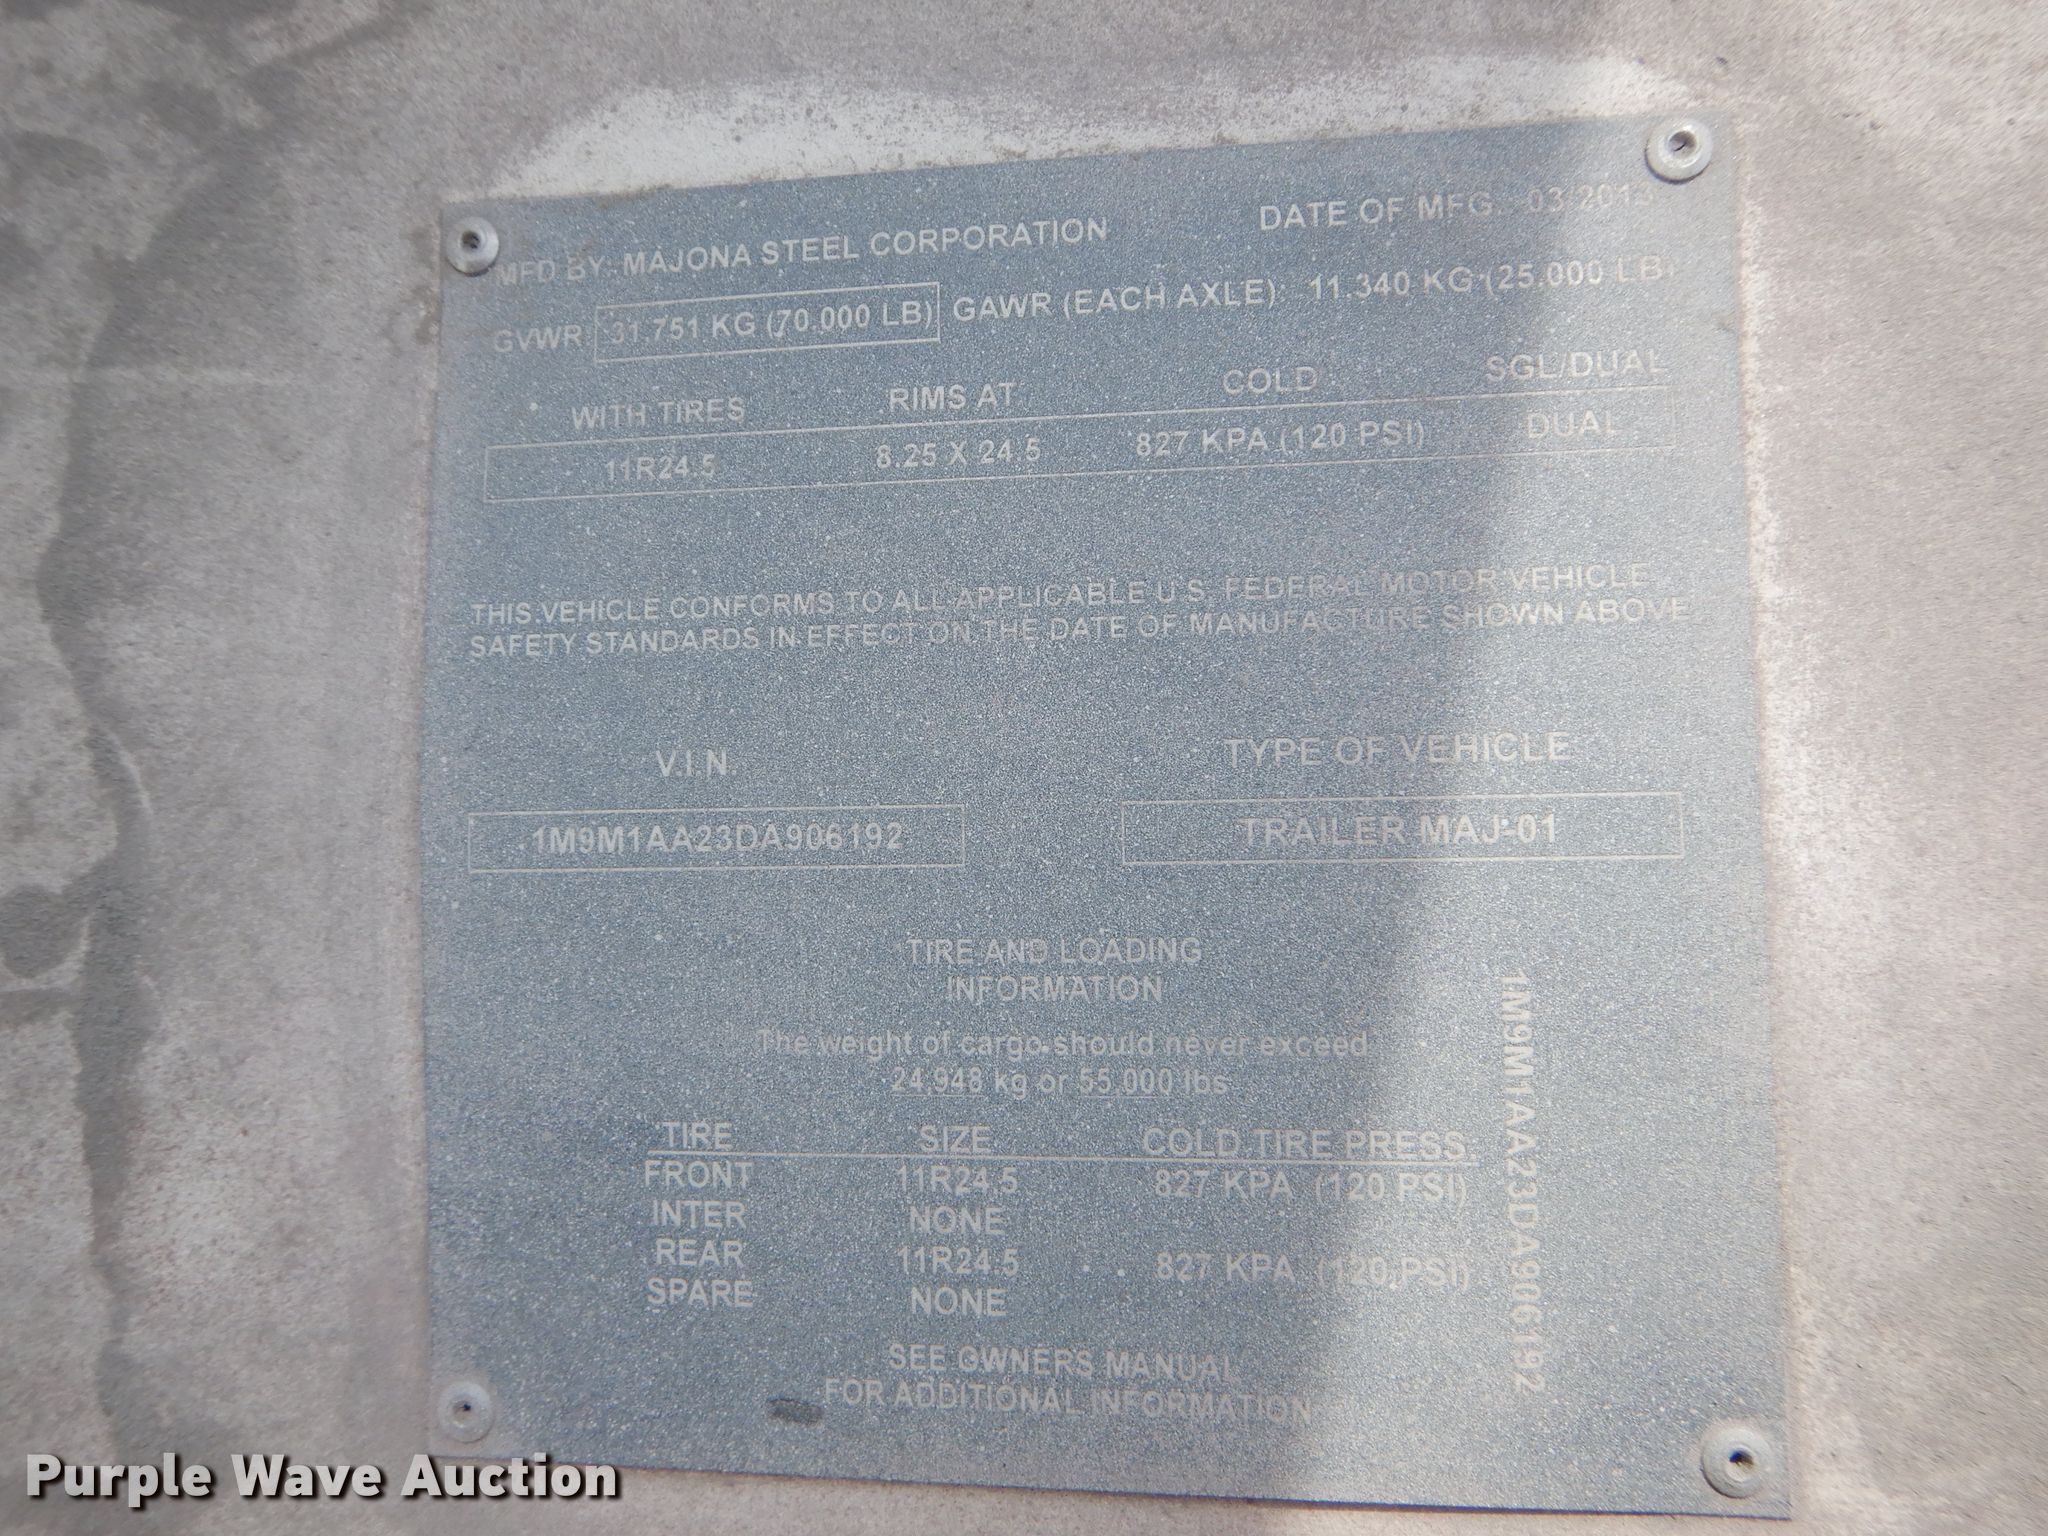 MFD BY: MAJONA STEEL CORPORATION DATE OF MFG. 03/2013
GVWR: 31,751 KG (70,000 LB) GAWR (EACH AXLE) 11,340 KG (25,000 LB)
WITH TIRES RIMS AT COLD SGL/DUAL
11R24.5 8.25 X 24.5 827 KPA (120 PSI) DUAL
THIS VEHICLE CONFORMS TO ALL APPLICABLE U.S. FEDERAL MOTOR VEHICLE
SAFETY STANDARDS IN EFFECT ON THE DATE OF MANUFACTURE SHOWN ABOVE
V.I.N. TYPE OF VEHICLE
1M9M1AA23DA906192 TRAILER MAJ-01
TIRE AND LOADING
INFORMATION
The weight of cargo should never exceed
24,948 kg or 55,000 lbs
TIRE SIZE COLD TIRE PRESS.
FRONT 11R24.5 827 KPA (120 PSI)
INTER NONE
REAR 11R24.5 827 KPA (120 PSI)
SPARE NONE
SEE OWNERS MANUAL
FOR ADDITIONAL INFORMATION
1M9M1AA23DA906192
Purple Wave Auction